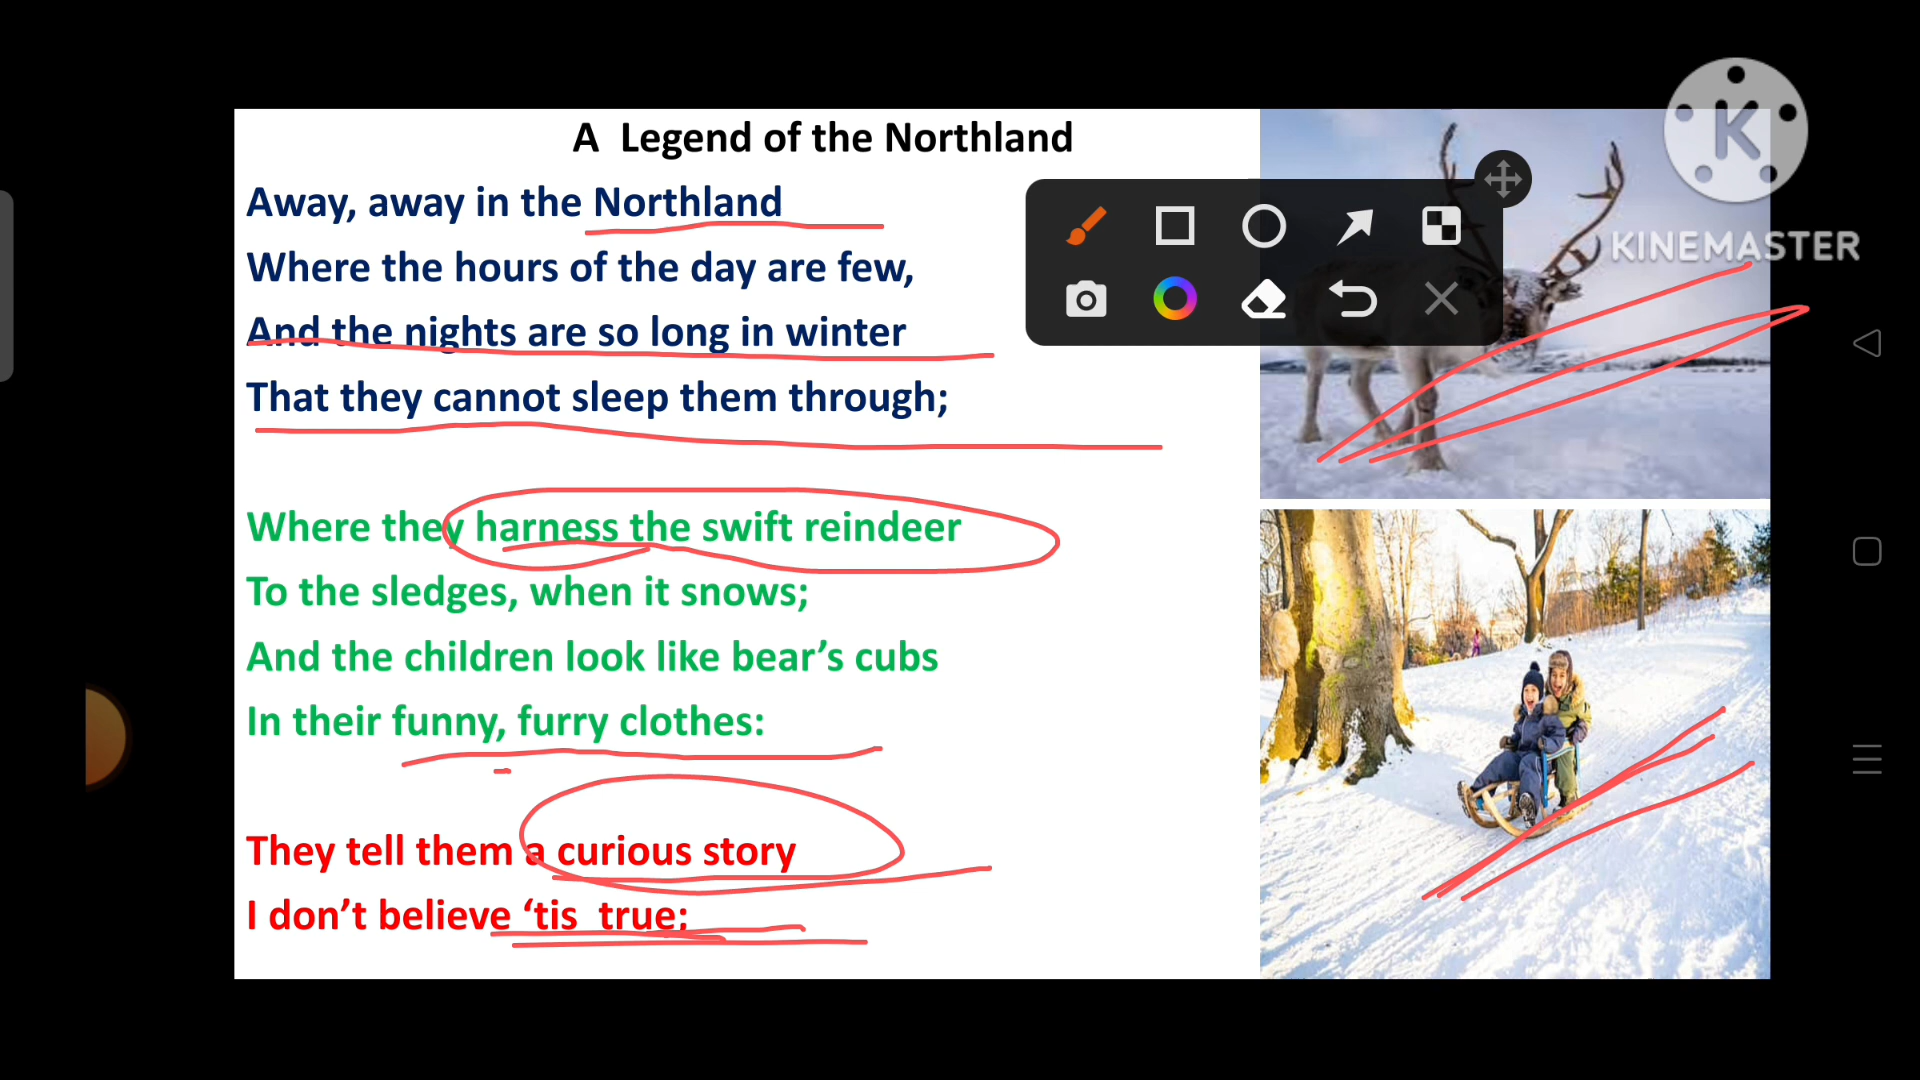 A Legend of the Northland
Away, away in the Northland
Where the hours of the day are few,
And the nights are so long in winter
That they cannot sleep them through;
Where they harness the swift reindeer
To the sledges, when it snows;
And the children look like bear’s cubs
In their funny, furry clothes:
They tell them a curious story
I don’t believe ‘tis true;
K
KINEMASTER